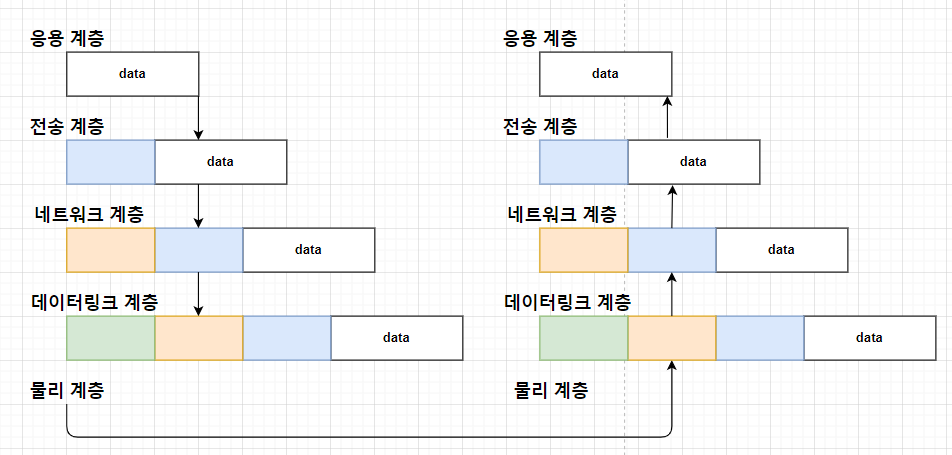 응용 계층
data
전송 계층
data
네트워크 계층
data
데이터링크 계층
data
물리 계층
응용 계층
data
전송 계층
data
네트워크 계층
data
데이터링크 계층
data
물리 계층